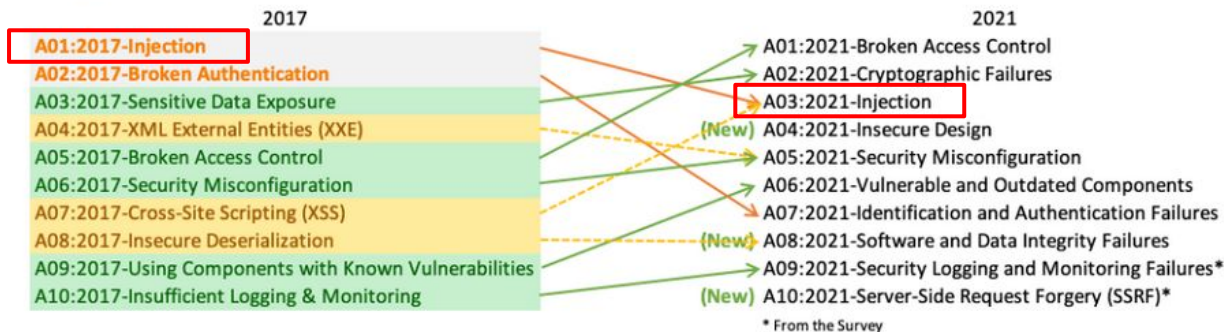 2017
A01:2017-Injection
A02:2017-Broken Authentication
A03:2017-Sensitive Data Exposure
A04:2017-XML External Entities (XXE)
A05:2017-Broken Access Control
A06:2017-Security Misconfiguration
A07:2017-Cross-Site Scripting (XSS)
A08:2017-Insecure Deserialization
A09:2017-Using Components with Known Vulnerabilities
A10:2017-Insufficient Logging & Monitoring
2021
A01:2021-Broken Access Control
A02:2021-Cryptographic Failures
A03:2021-Injection
(New) A04:2021-Insecure Design
A05:2021-Security Misconfiguration
A06:2021-Vulnerable and Outdated Components
A07:2021-Identification and Authentication Failures
(New) A08:2021-Software and Data Integrity Failures
A09:2021-Security Logging and Monitoring Failures*
(New) A10:2021-Server-Side Request Forgery (SSRF)*
* From the Survey